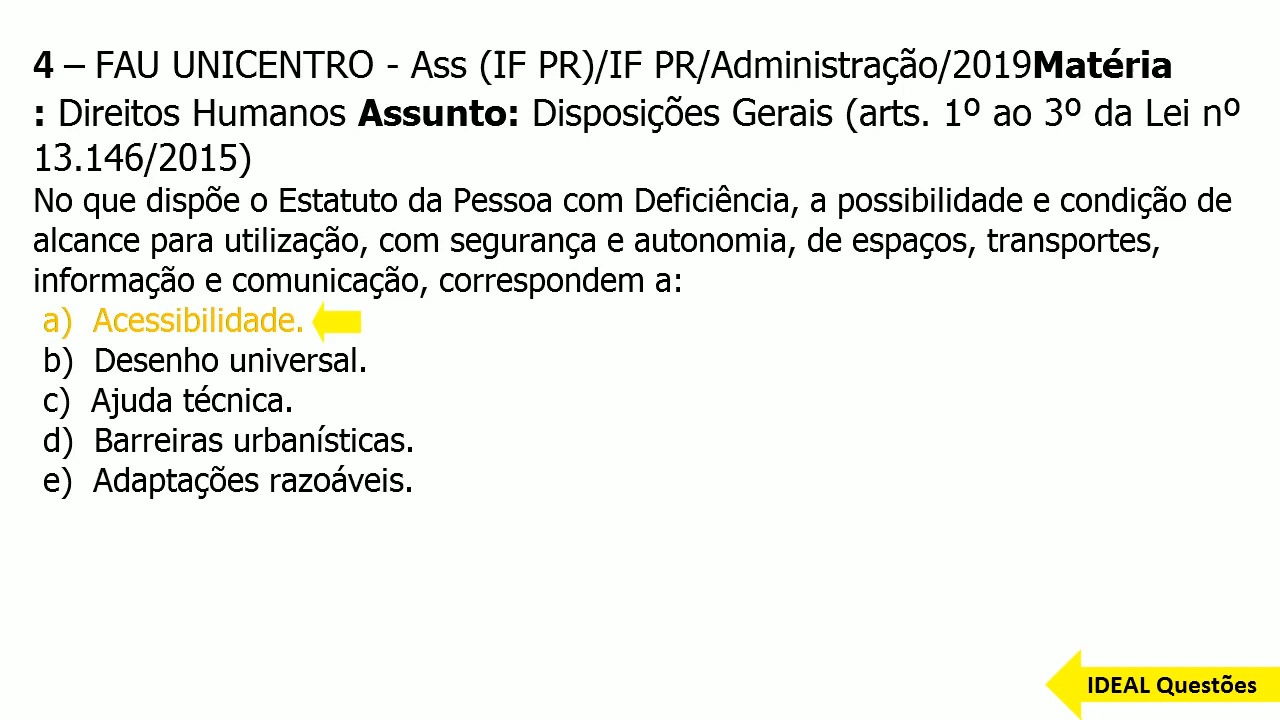 4 – FAU UNICENTRO - Ass (IF PR)/IF PR/Administração/2019Matéria
: Direitos Humanos Assunto: Disposições Gerais (arts. 1º ao 3º da Lei nº
13.146/2015)
No que dispõe o Estatuto da Pessoa com Deficiência, a possibilidade e condição de
alcance para utilização, com segurança e autonomia, de espaços, transportes,
informação e comunicação, correspondem a:
a) Acessibilidade.
b) Desenho universal.
c) Ajuda técnica.
d) Barreiras urbanísticas.
e) Adaptações razoáveis.
IDEAL Questões